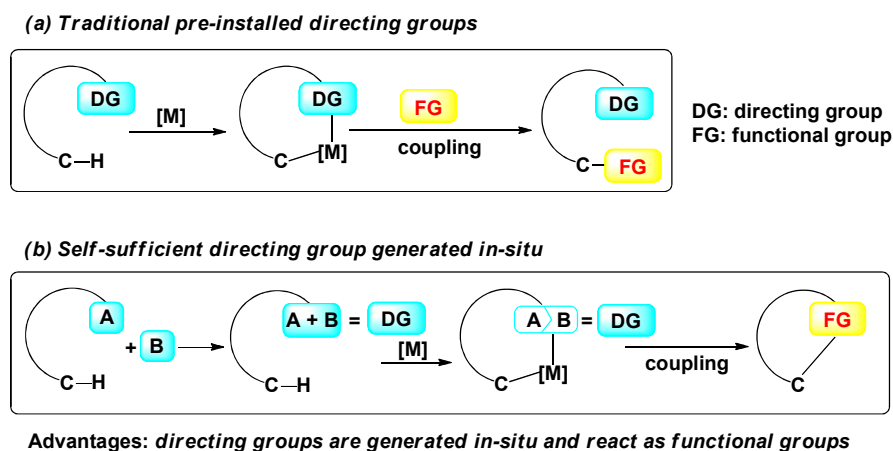 (a) Traditional pre-installed directing groups
DG
C–H
[M]
DG
[M]
C
FG
coupling
DG
C–FG
DG: directing group
FG: functional group
(b) Self-sufficient directing group generated in-situ
A
+ B
C–H
A + B = DG
C–H
[M]
A B = DG
[M]
C
coupling
FG
C
Advantages: directing groups are generated in-situ and react as functional groups